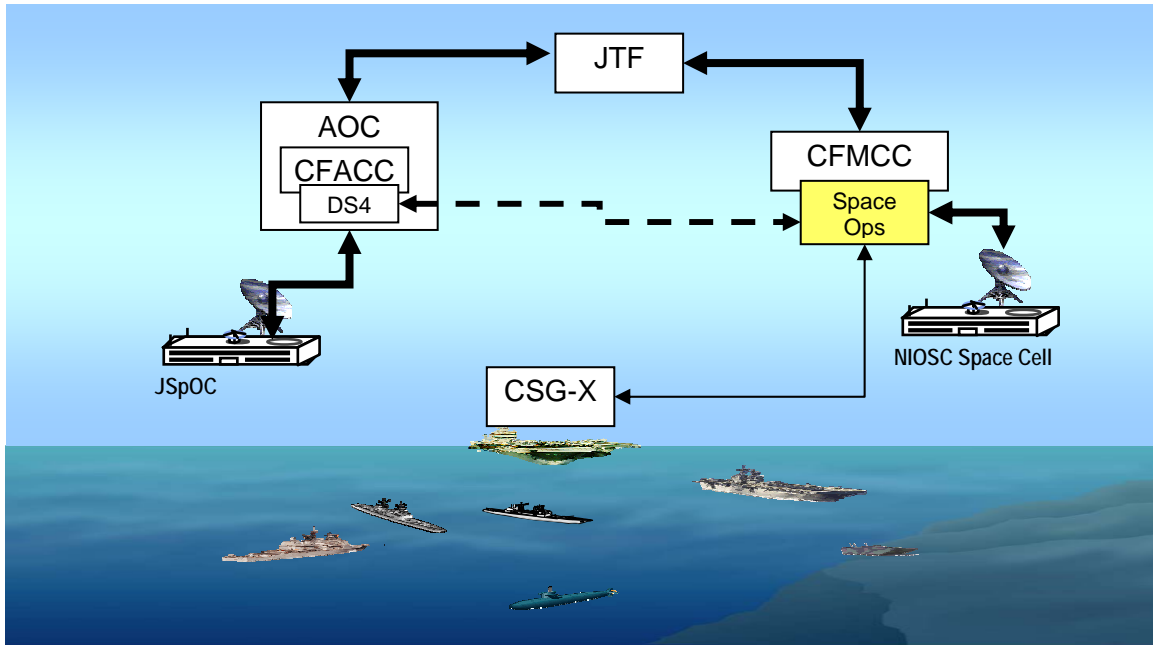 JTF
AOC
CFACC
DS4
CFMCC
Space
Ops
JSpOC
NIOSC Space Cell
CSG-X